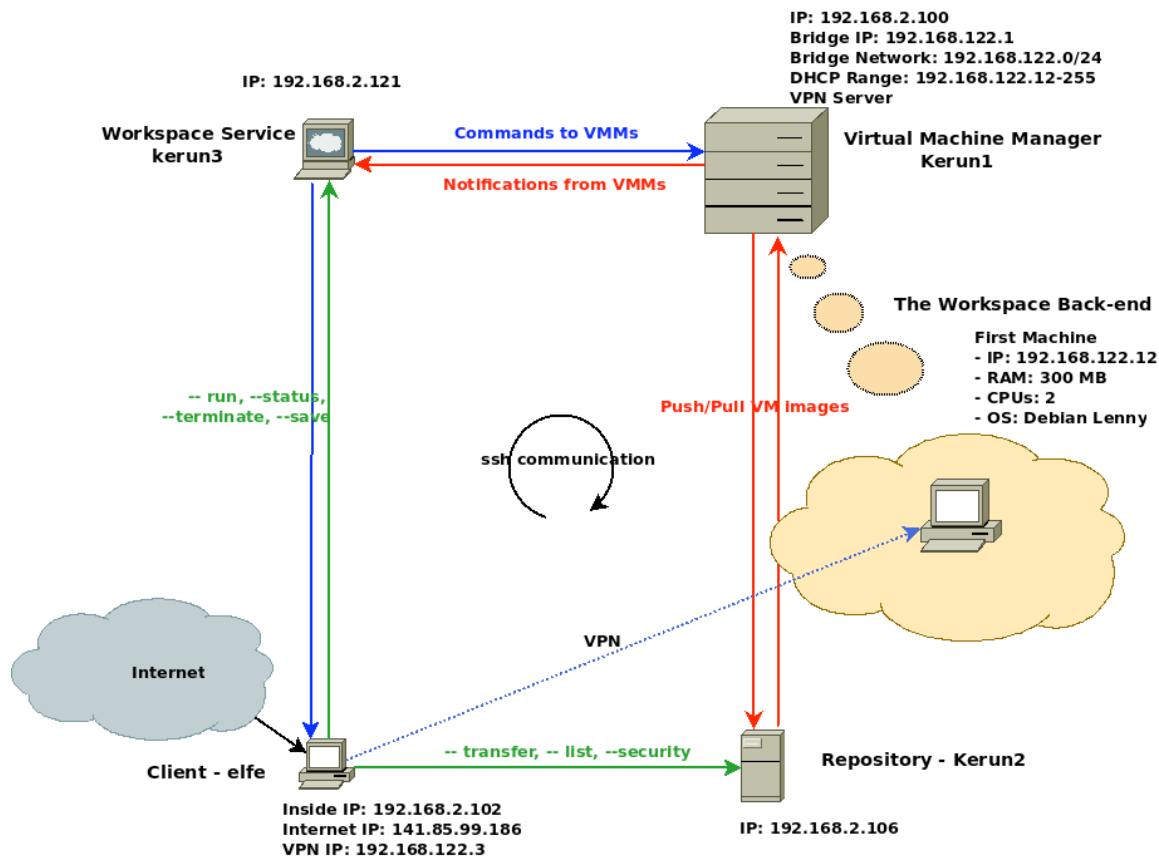 IP: 192.168.2.100
Bridge IP: 192.168.122.1
Bridge Network: 192.168.122.0/24
DHCP Range: 192.168.122.12-255
VPN Server
IP: 192.168.2.121
Workspace Service
kerun3
Commands to VMMs
Notifications from VMMs
Virtual Machine Manager
Kerun1
The Workspace Back-end
First Machine
- IP: 192.168.122.12
- RAM: 300 MB
- CPUs: 2
- OS: Debian Lenny
-- run, --status,
--terminate, --save
Push/Pull VM images
ssh communication
VPN
Internet
Client - elfe
-- transfer, -- list, --security
Repository - Kerun2
Inside IP: 192.168.2.102
Internet IP: 141.85.99.186
VPN IP: 192.168.122.3
IP: 192.168.2.106